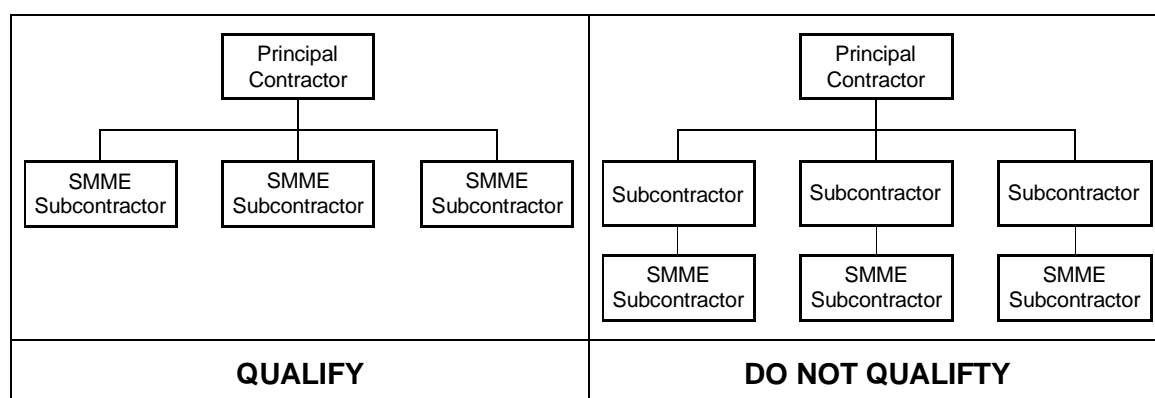 Principal
Contractor
SMME
Subcontractor
SMME
Subcontractor
SMME
Subcontractor
QUALIFY
Principal
Contractor
Subcontractor
Subcontractor
Subcontractor
SMME
Subcontractor
SMME
Subcontractor
SMME
Subcontractor
DO NOT QUALIFTY